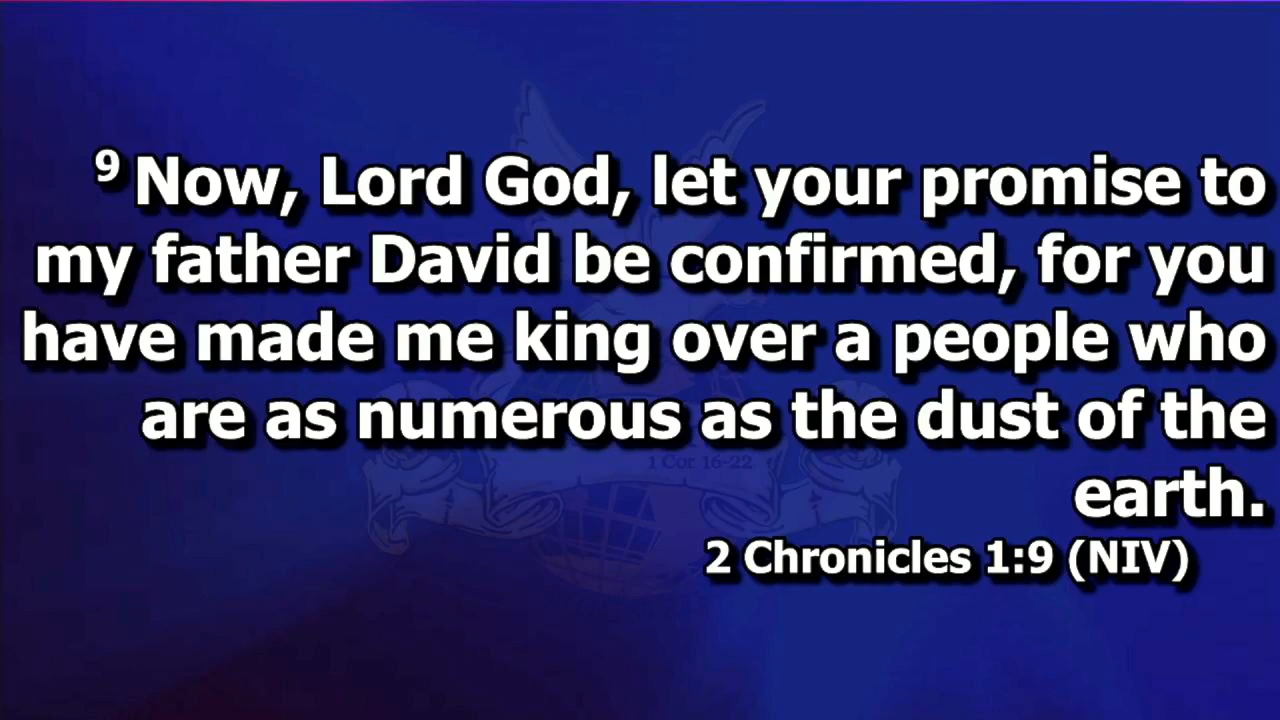 ⁹ Now, Lord God, let your promise to
my father David be confirmed, for you
have made me king over a people who
are as numerous as the dust of the
1 Cor 16-22
earth.
2 Chronicles 1:9 (NIV)